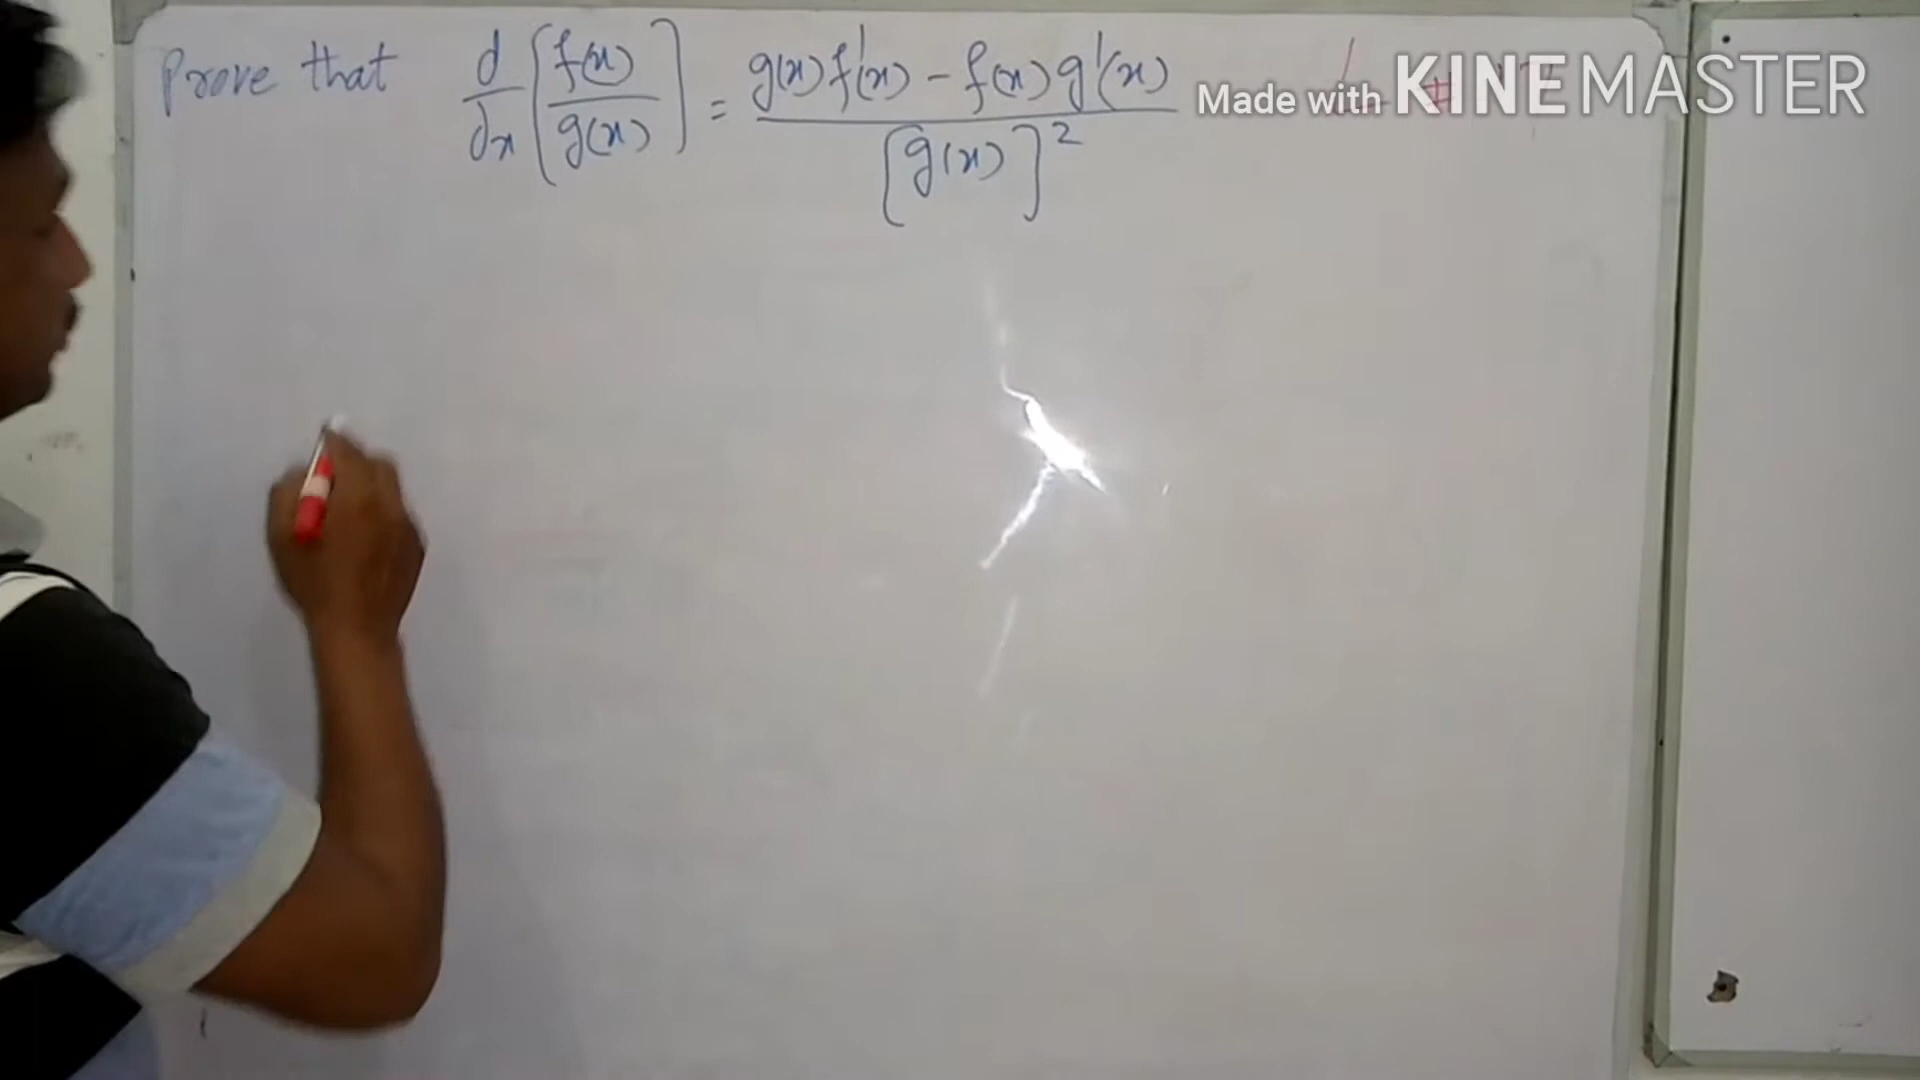 Prove that d/dx [f(x)/g(x)] = g(x)f'(x) - f(x)g'(x) / [g(x)]²
Made with KINEMASTER